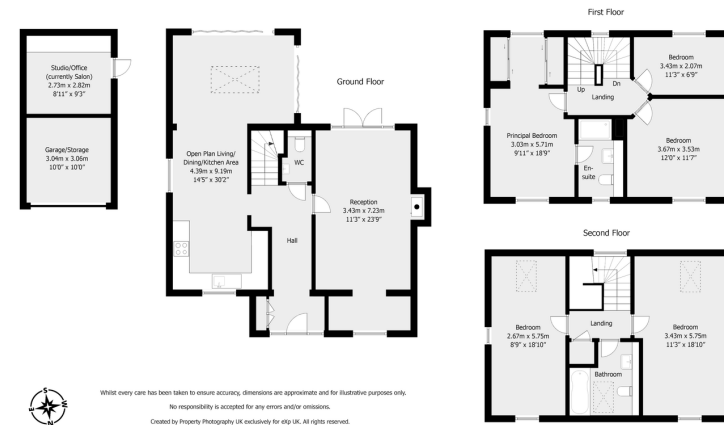 First Floor
Studio/Office
(currently Salon)
2.73m x 2.82m
8'11" x 9'3"
Garage/Storage
3.04m x 3.06m
10'0" x 10'0"
Ground Floor
Open Plan Living/
Dining/Kitchen Area
4.39m x 9.19m
14'5" x 30'2"
WC
Hall
Reception
3.43m x 7.23m
11'3" x 23'9"
Bedroom
3.43m x 2.07m
11'3" x 6'9"
Up
Dn
Landing
Principal Bedroom
3.03m x 5.71m
9'11" x 18'9"
En-
suite
Bedroom
3.67m x 3.53m
12'0" x 11'7"
Second Floor
Bedroom
2.67m x 5.75m
8'9" x 18'10"
Landing
Bathroom
Bedroom
3.43m x 5.75m
11'3" x 18'10"
S
E
W
N
Whilst every care has been taken to ensure accuracy, dimensions are approximate and for illustrative purposes only.
No responsibility is accepted for any errors and/or omissions.
Created by Property Photography UK exclusively for eXp UK. All rights reserved.